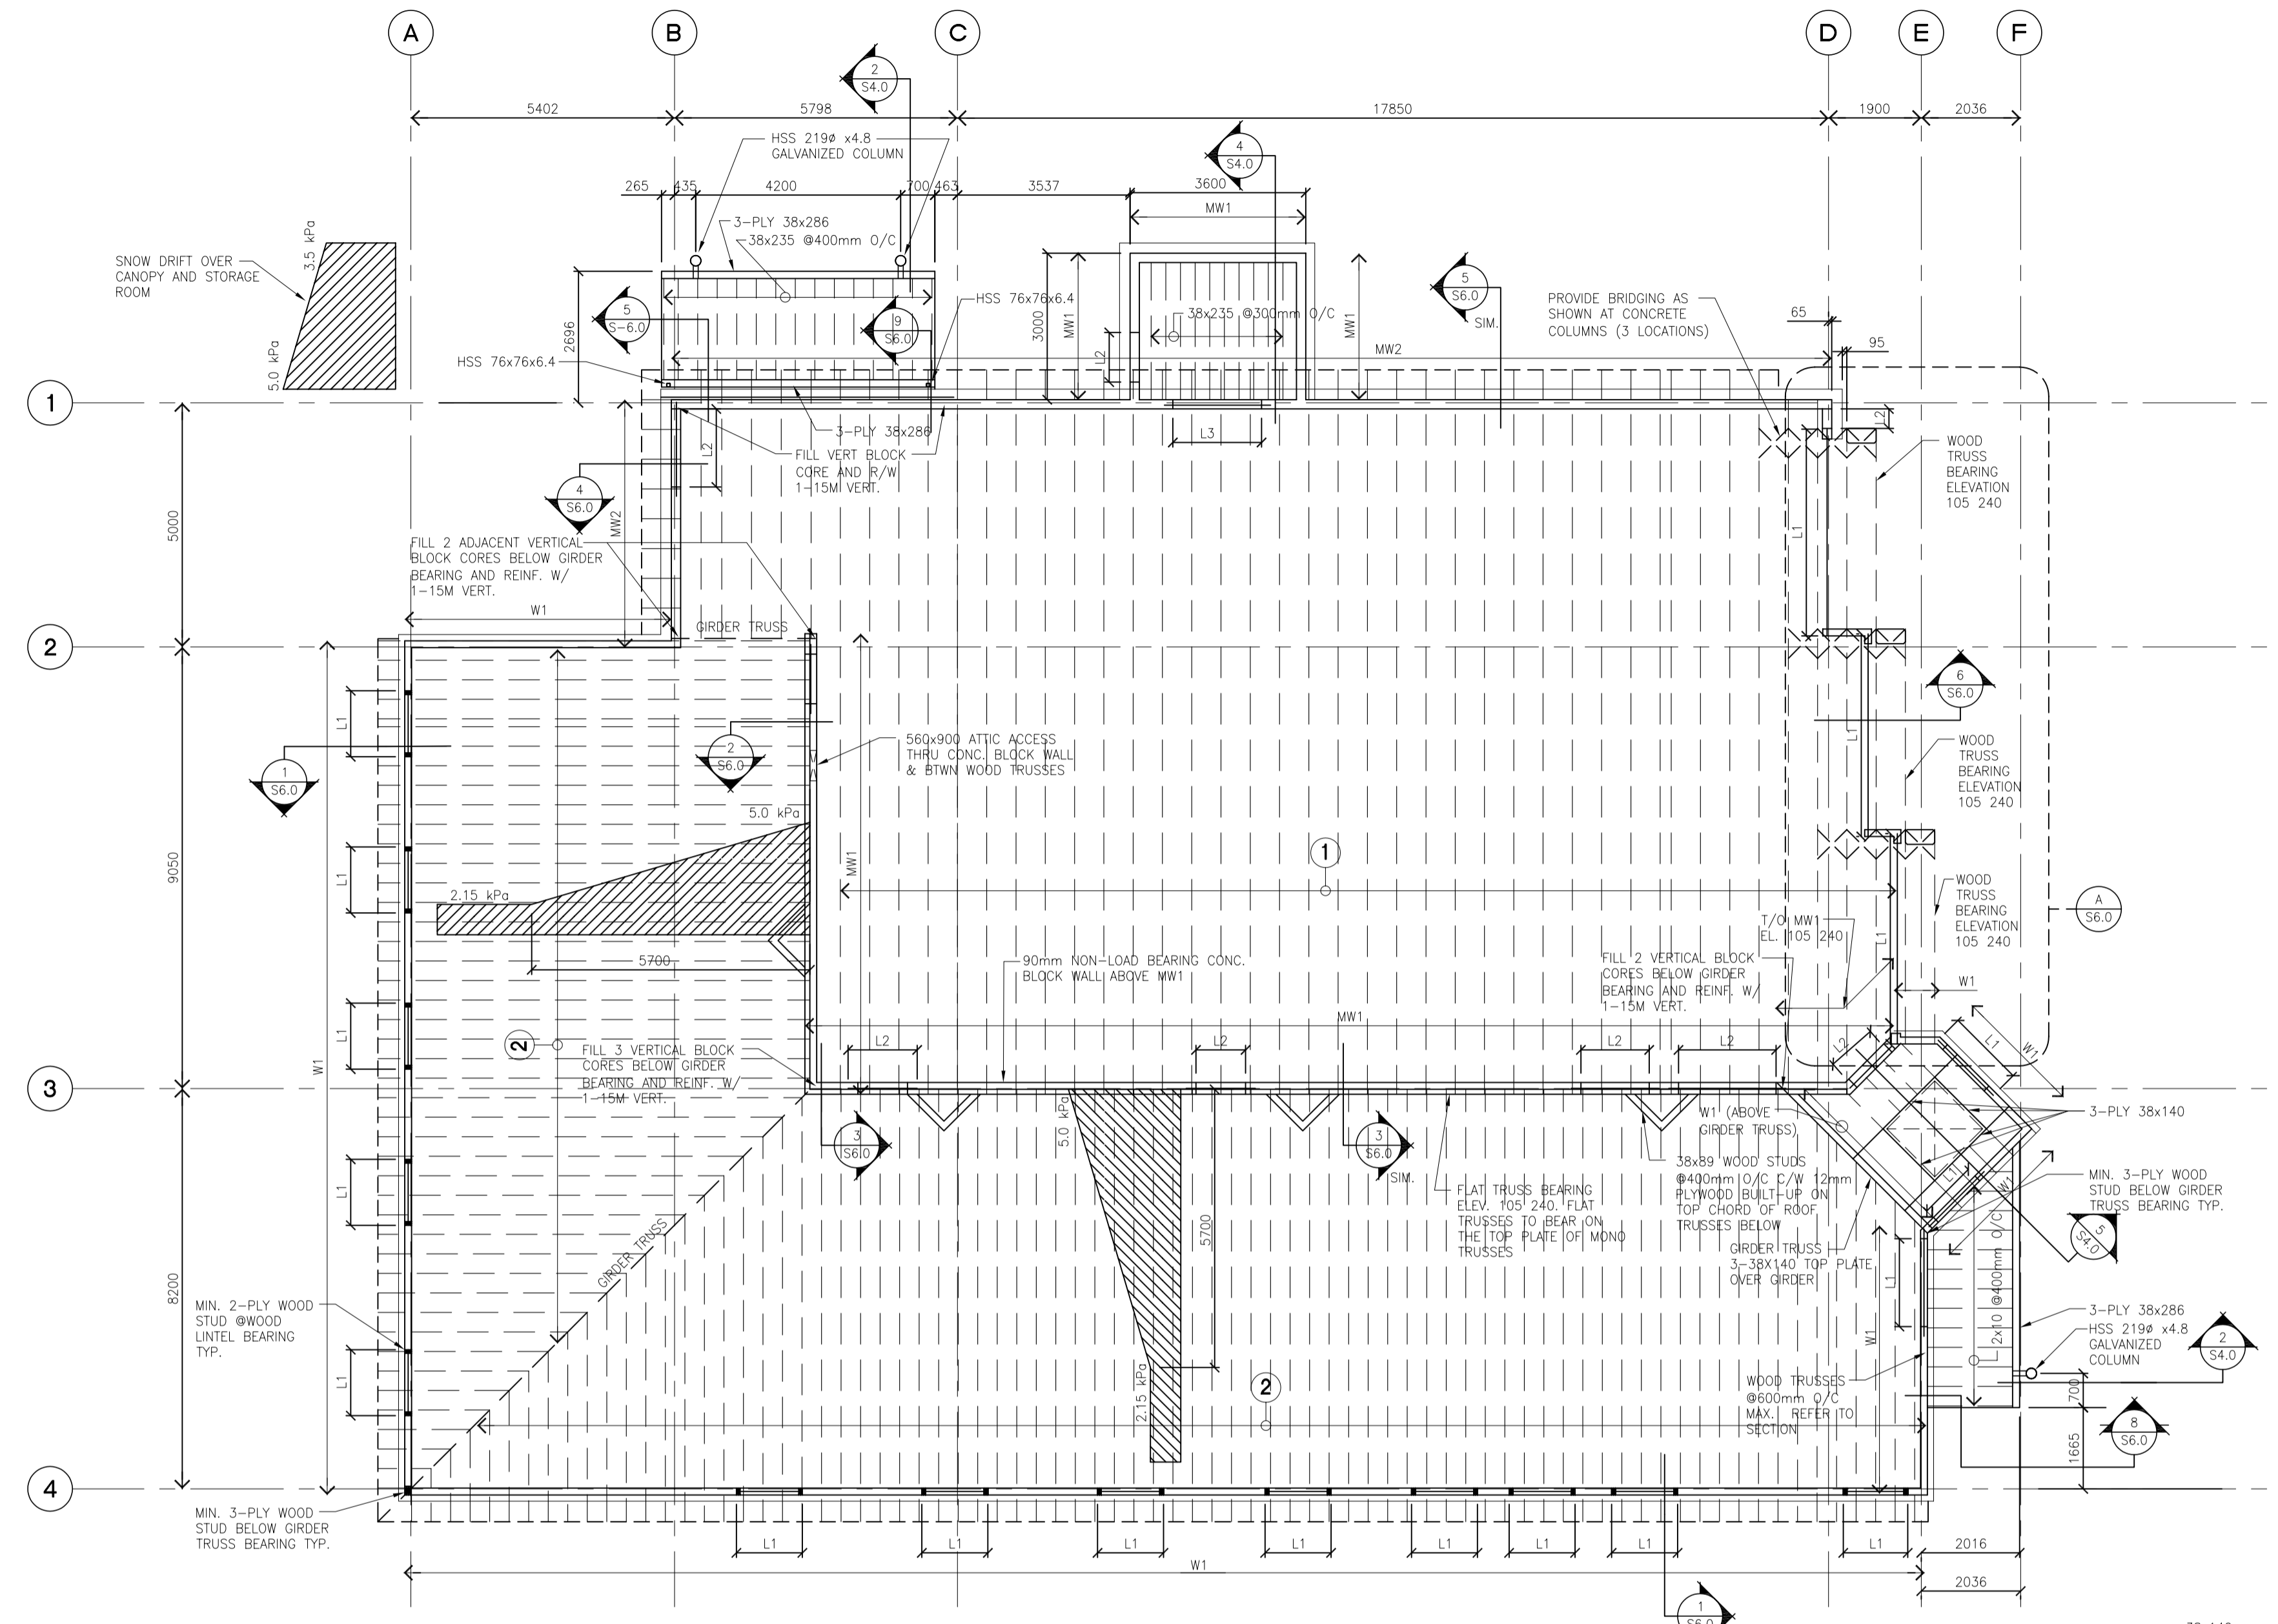 A
B
C
D
E
F
2
S4.0
5402
5798
17850
1900
2036
HSS 219ø x4.8
GALVANIZED COLUMN
4
S4.0
265
435
4200
700
463
3537
3600
MW1
3-PLY 38x286
38x235 @400mm O/C
3.5 kPa
SNOW DRIFT OVER
CANOPY AND STORAGE
ROOM
5.0 kPa
5
S-6.0
9
S6.0
HSS 76x76x6.4
2696
HSS 76x76x6.4
3000
MW1
L2
38x235 @300mm O/C
MW1
5
S6.0
SIM.
PROVIDE BRIDGING AS
SHOWN AT CONCRETE
COLUMNS (3 LOCATIONS)
65
95
MW2
1
3-PLY 38x286
L3
L2
L2
FILL VERT BLOCK
CORE AND R/W
1-15M VERT.
WOOD
TRUSS
BEARING
ELEVATION
105 240
4
S6.0
MW2
5000
L1
FILL 2 ADJACENT VERTICAL
BLOCK CORES BELOW GIRDER
BEARING AND REINF. W/
1-15M VERT.
W1
GIRDER TRUSS
2
6
S6.0
L1
1
S6.0
2
S6.0
560x900 ATTIC ACCESS
THRU CONC. BLOCK WALL
& BTWN WOOD TRUSSES
L1
WOOD
TRUSS
BEARING
ELEVATION
105 240
5.0 kPa
9050
L1
MW1
1
2.15 kPa
WOOD
TRUSS
BEARING
ELEVATION
105 240
A
S6.0
T/O MW1
EL. 105 240
L1
5700
90mm NON-LOAD BEARING CONC.
BLOCK WALL ABOVE MW1
FILL 2 VERTICAL BLOCK
CORES BELOW GIRDER
BEARING AND REINF. W/
1-15M VERT.
W1
MW1
L1
2
L2
L2
L2
L2
L2
L1
W1
FILL 3 VERTICAL BLOCK
CORES BELOW GIRDER
BEARING AND REINF. W/
1-15M VERT.
W1
3
5.0 kPa
3
S6.0
3
S6.0
SIM.
W1 (ABOVE
GIRDER TRUSS)
3-PLY 38x140
38x89 WOOD STUDS
@400mm O/C C/W 12mm
PLYWOOD BUILT-UP ON
TOP CHORD OF ROOF
TRUSSES BELOW
L1
W1
MIN. 3-PLY WOOD
STUD BELOW GIRDER
TRUSS BEARING TYP.
L1
FLAT TRUSS BEARING
ELEV. 105 240. FLAT
TRUSSES TO BEAR ON
THE TOP PLATE OF MONO
TRUSSES
GIRDER TRUSS
3-38X140 TOP PLATE
OVER GIRDER
5
S4.0
GIRDER TRUSS
5700
8200
L1
2x10 @400mm O/C
MIN. 2-PLY WOOD
STUD @WOOD
LINTEL BEARING
TYP.
3-PLY 38x286
HSS 219ø x4.8
GALVANIZED
COLUMN
2
S4.0
W1
L1
2.15 kPa
2
WOOD TRUSSES
@600mm O/C
MAX. REFER TO
SECTION
700
8
S6.0
1665
4
MIN. 3-PLY WOOD
STUD BELOW GIRDER
TRUSS BEARING TYP.
L1
L1
L1
L1
L1
L1
L1
L1
2016
W1
2036
1
S6.0